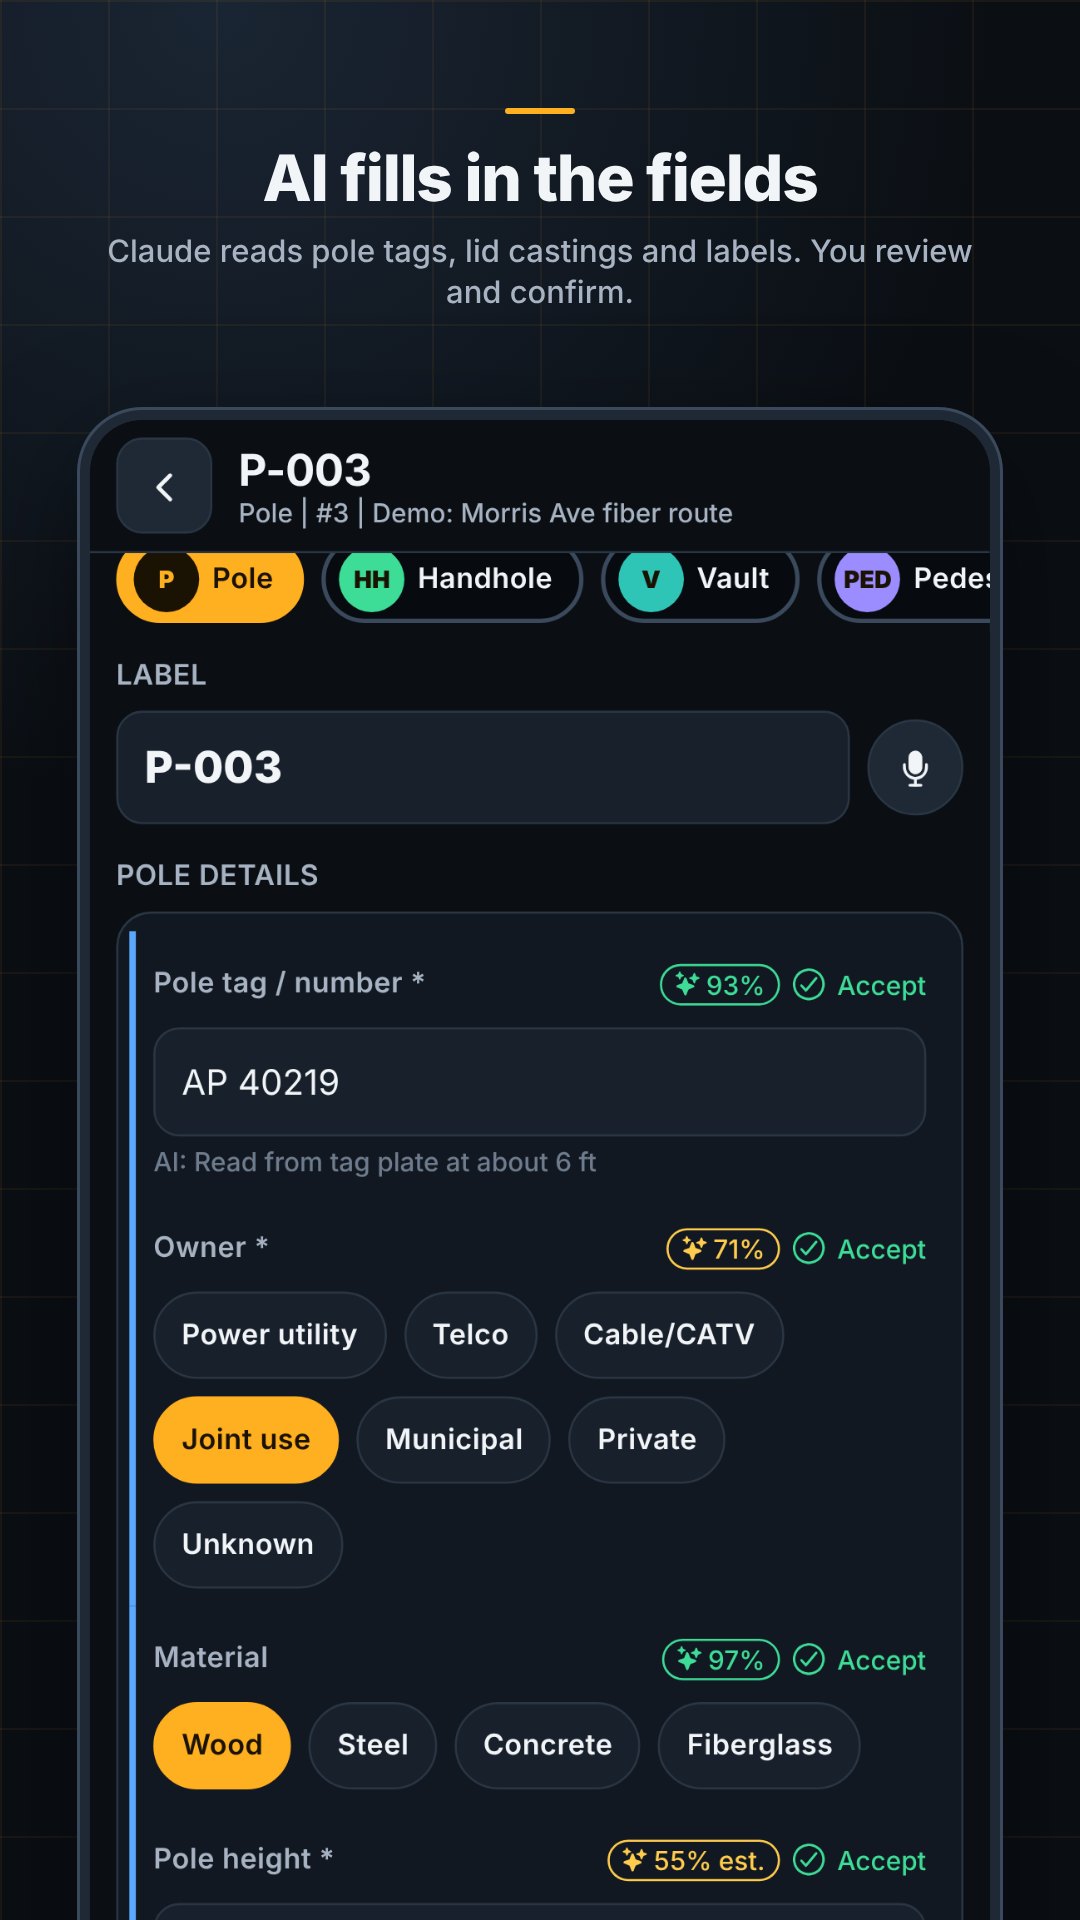 AI fills in the fields
Claude reads pole tags, lid castings and labels. You review
and confirm.
P-003
Pole | #3 | Demo: Morris Ave fiber route
P Pole HH Handhole V Vault PED Pedes
LABEL
P-003
POLE DETAILS
Pole tag / number * 93% Accept
AP 40219
AI: Read from tag plate at about 6 ft
Owner * 71% Accept
Power utility Telco Cable/CATV
Joint use Municipal Private
Unknown
Material 97% Accept
Wood Steel Concrete Fiberglass
Pole height * 55% est. Accept